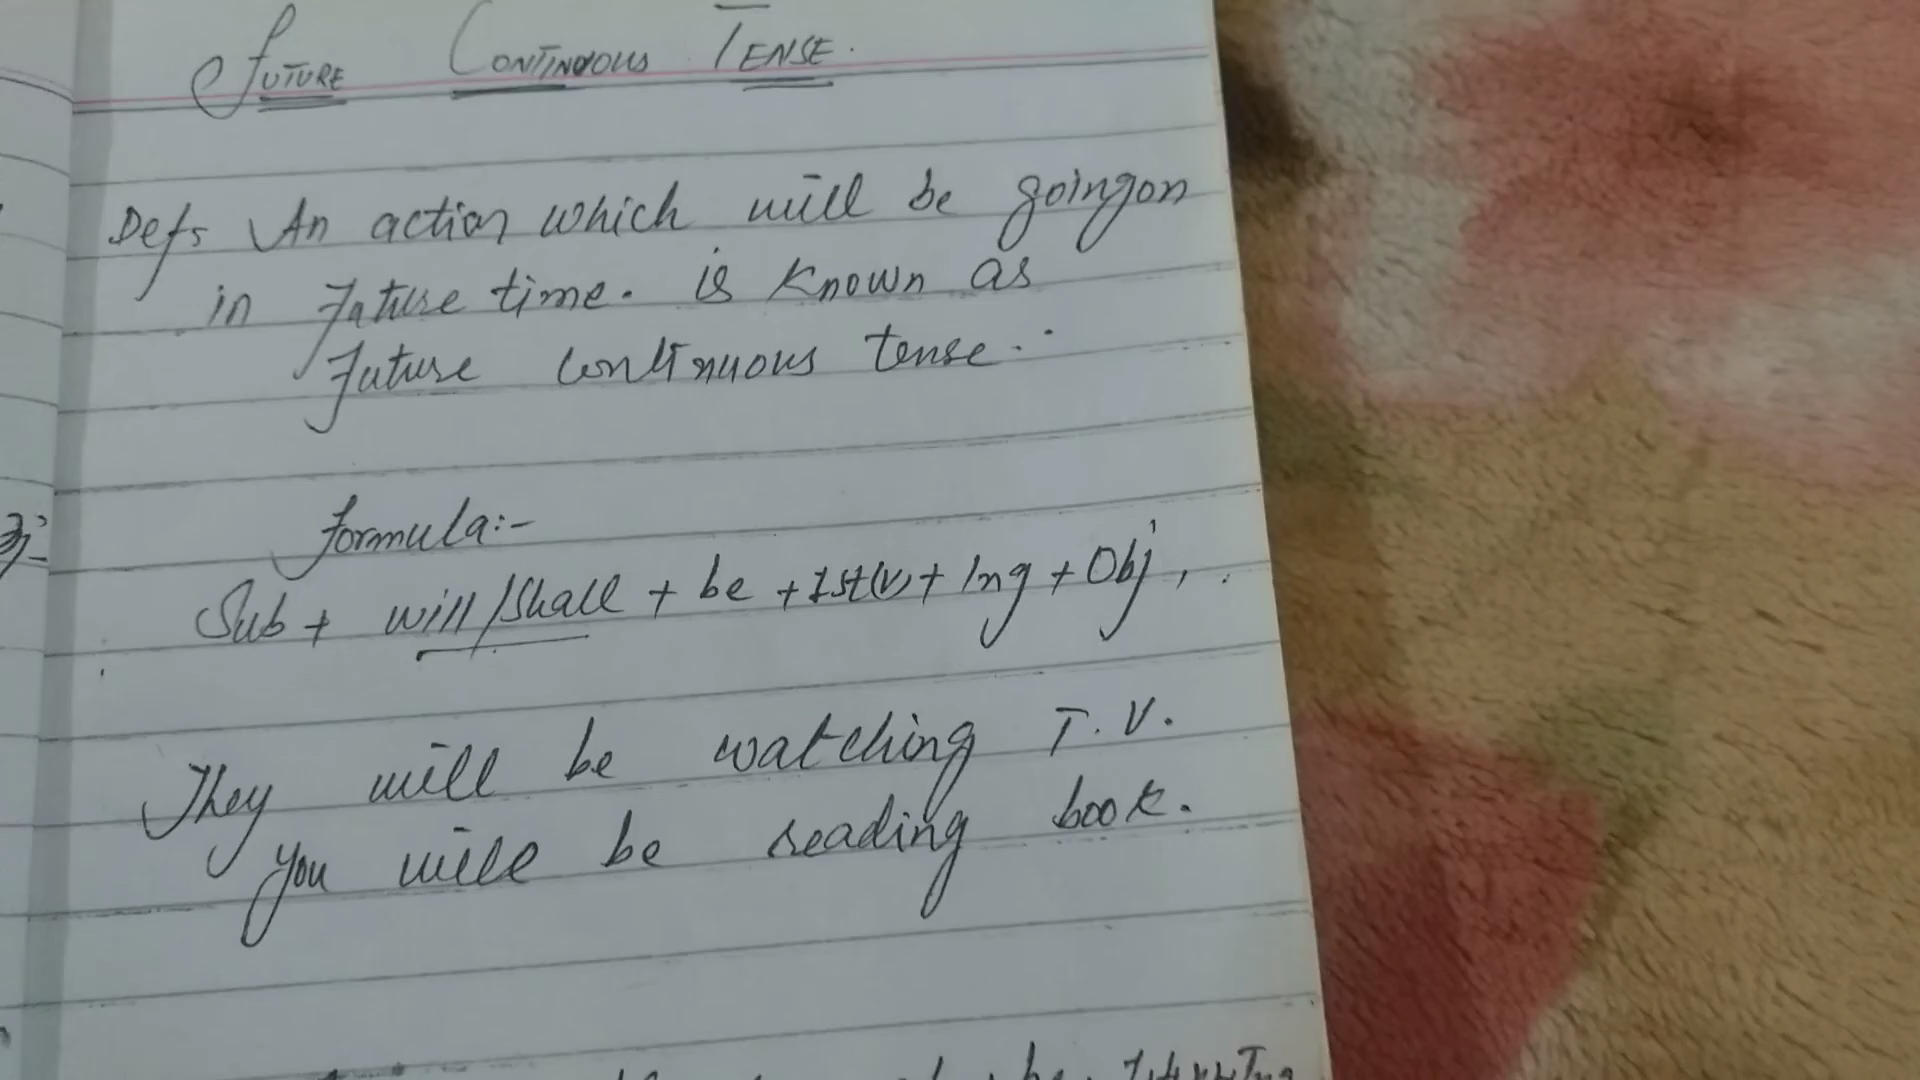 FUTURE CONTINUOUS TENSE.
Def: An action which will be goingon
in Future time. is known as
Future continuous tense.
formula:-
Sub + will/Shall + be + 1st(v) + Ing + Obj,
They will be watching T.V.
you will be reading book.